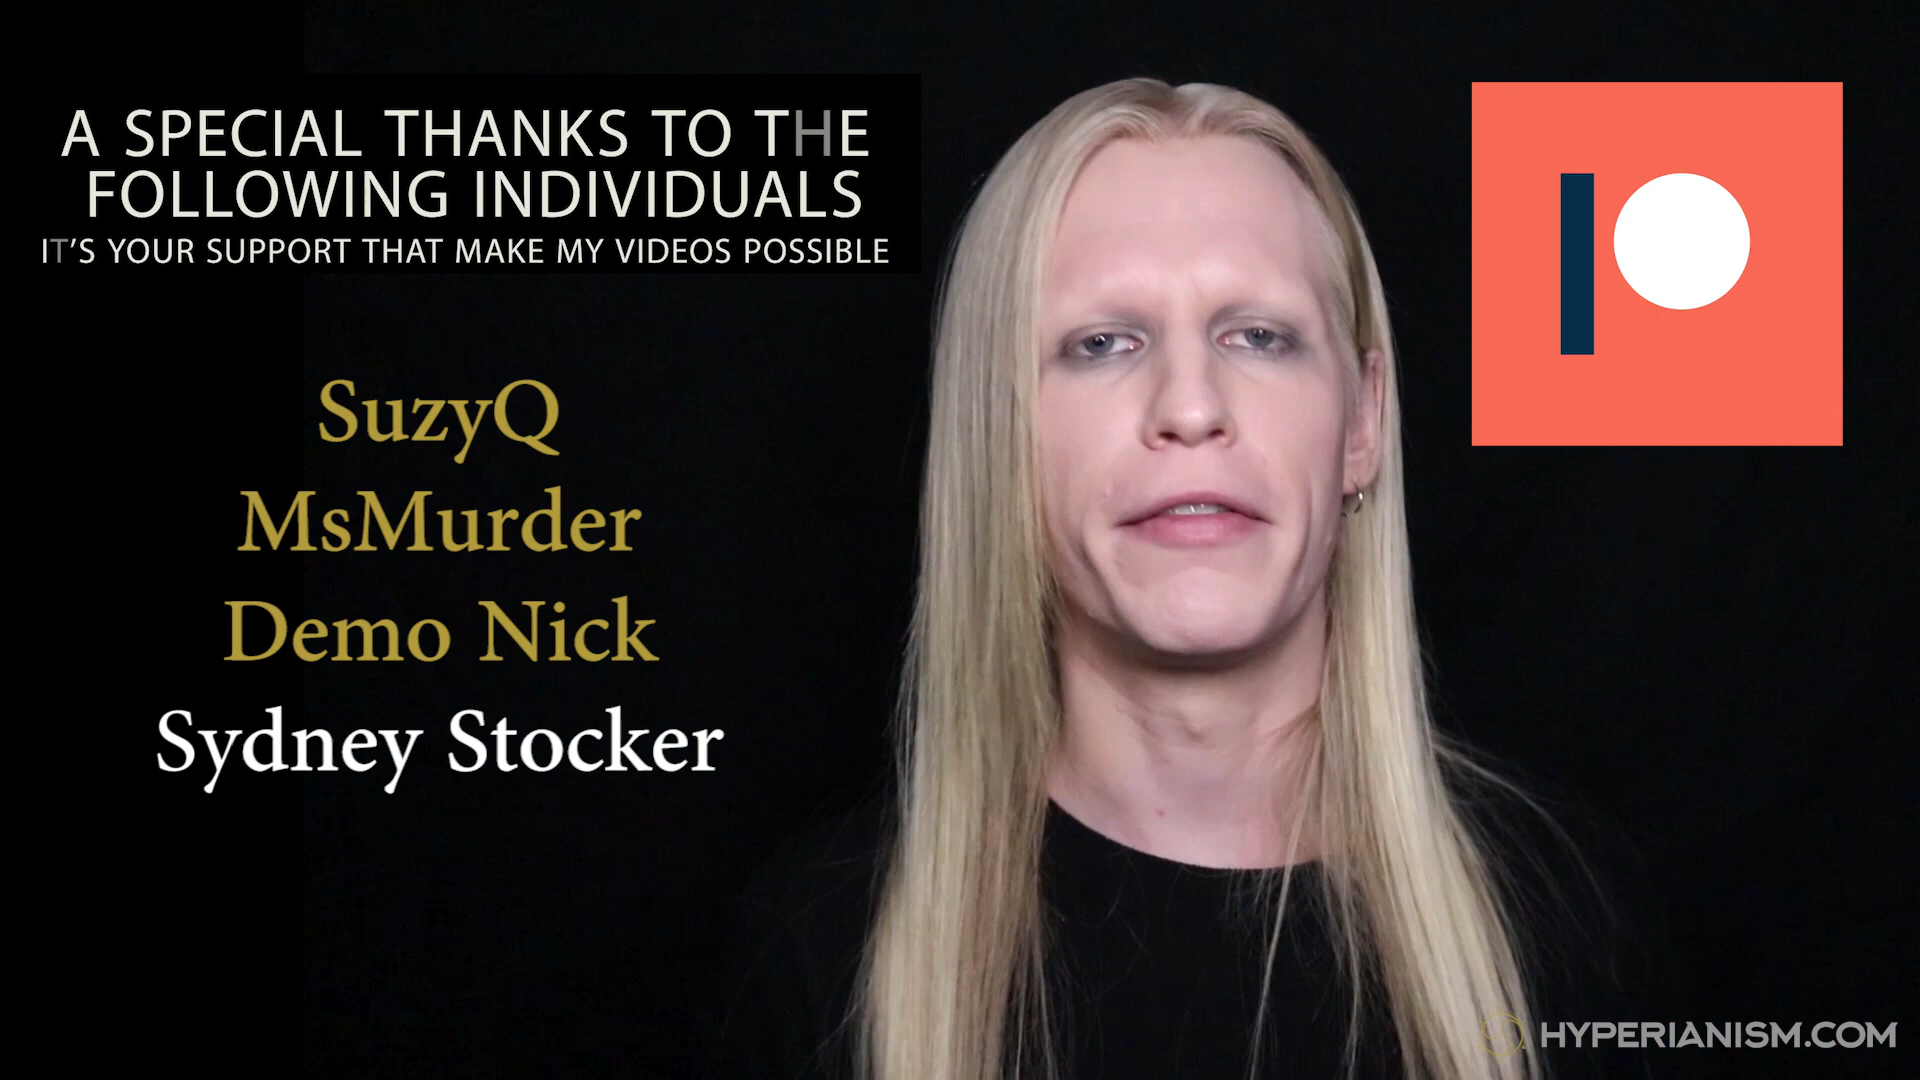 A SPECIAL THANKS TO THE
FOLLOWING INDIVIDUALS
IT'S YOUR SUPPORT THAT MAKE MY VIDEOS POSSIBLE
SuzyQ
MsMurder
Demo Nick
Sydney Stocker
HYPERIANISM.COM